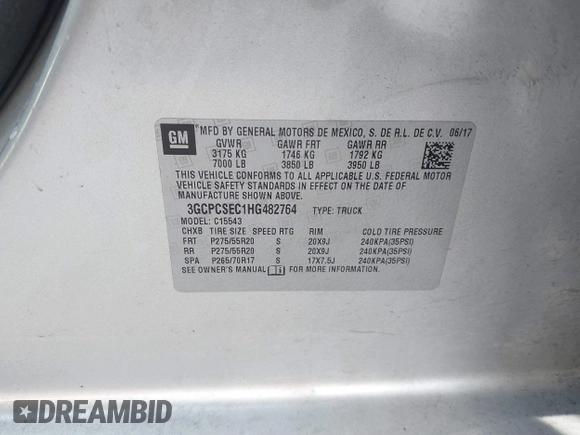 GM
MFD BY GENERAL MOTORS DE MEXICO, S. DE R.L. DE C.V. 06/17
GVWR GAWR FRT GAWR RR
3175 KG 1746 KG 1792 KG
7000 LB 3850 LB 3950 LB
THIS VEHICLE CONFORMS TO ALL APPLICABLE U.S. FEDERAL MOTOR
VEHICLE SAFETY STANDARDS IN EFFECT ON THE DATE OF
MANUFACTURE SHOWN ABOVE.
3GCPCSEC1HG482764 TYPE: TRUCK
MODEL: C15543
CHXB TIRE SIZE SPEED RTG RIM COLD TIRE PRESSURE
FRT P275/55R20 S 20X9J 240KPA(35PSI)
RR P275/55R20 S 20X9J 240KPA(35PSI)
SPA P265/70R17 S 17X7.5J 240KPA(35PSI)
SEE OWNER'S MANUAL FOR MORE INFORMATION.
DREAMBID